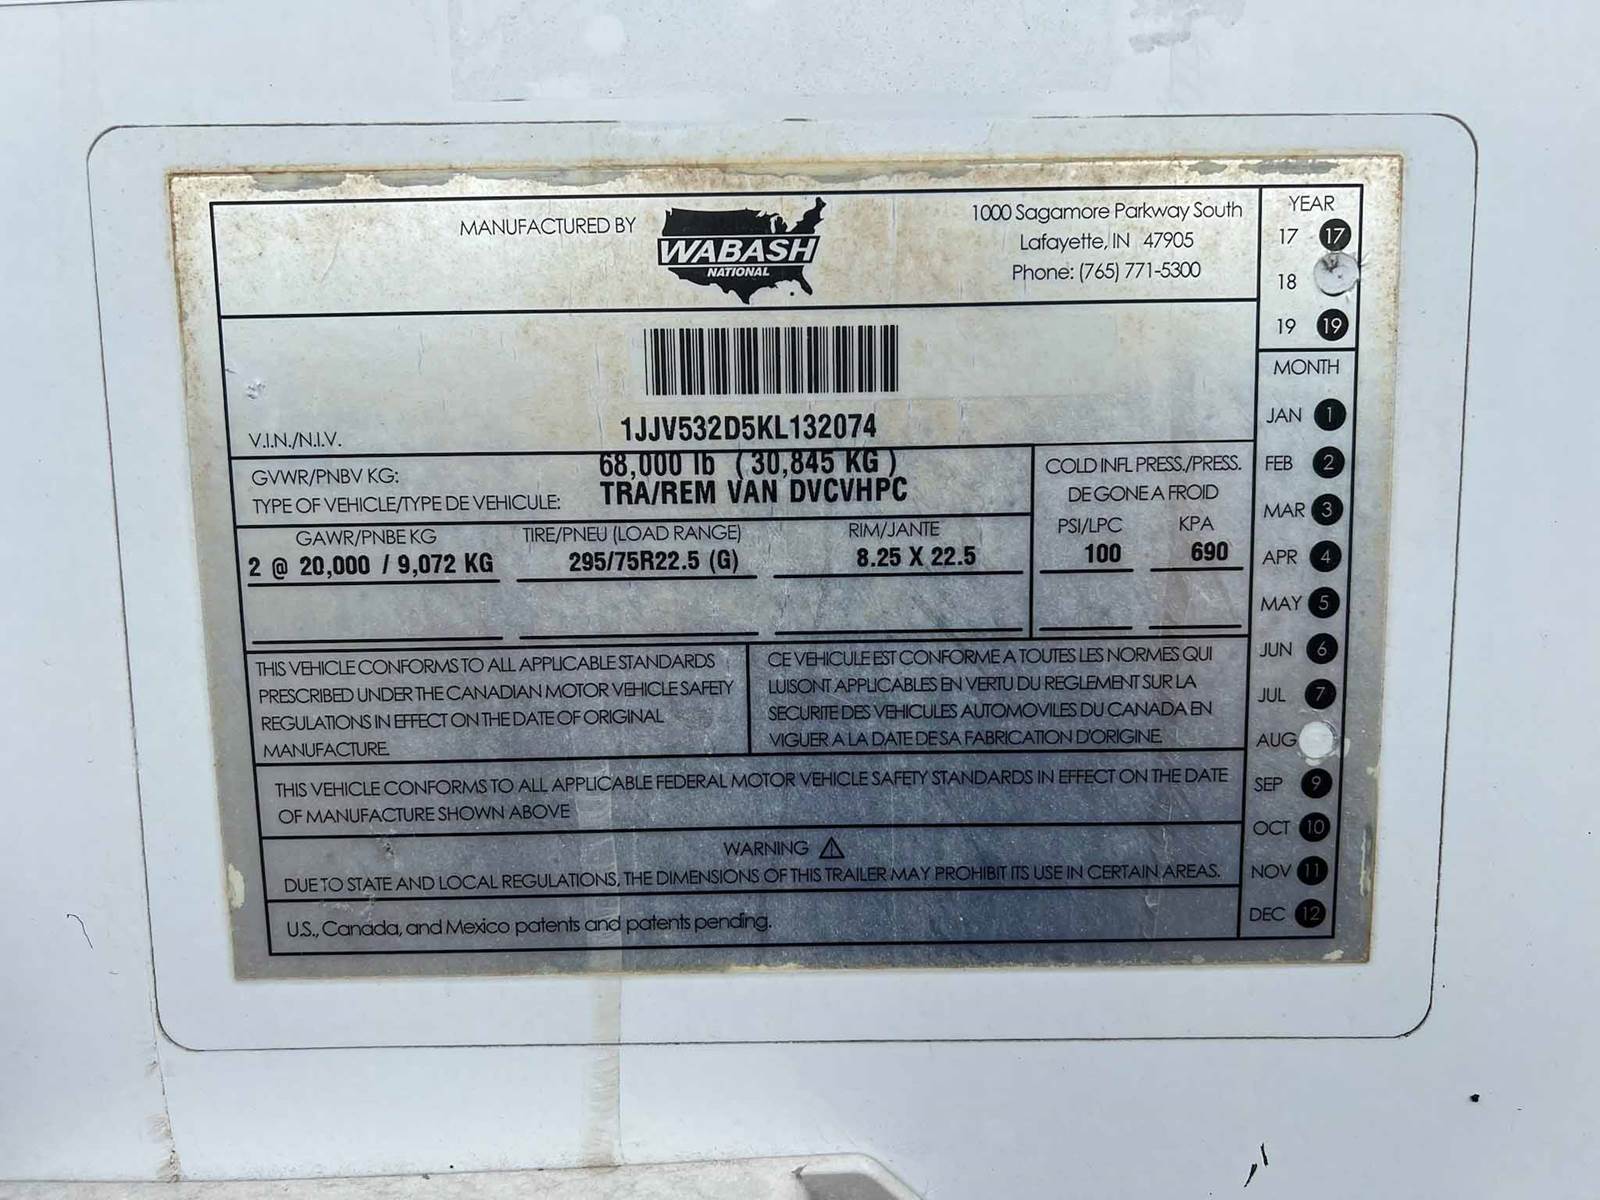 MANUFACTURED BY
WABASH
NATIONAL
1000 Sagamore Parkway South
Lafayette, IN 47905
Phone: (765) 771-5300
YEAR
17 17
18
19 19
MONTH
JAN 1
FEB 2
MAR 3
APR 4
MAY 5
JUN 6
JUL 7
AUG
SEP 9
OCT 10
NOV 11
DEC 12
V.I.N./N.I.V.
1JJV532D5KL132074
GVWR/PNBV KG: 68,000 lb ( 30,845 KG )
TYPE OF VEHICLE/TYPE DE VEHICULE: TRA/REM VAN DVCVHPC
COLD INFL PRESS./PRESS.
DE GONE A FROID
GAWR/PNBE KG TIRE/PNEU (LOAD RANGE) RIM/JANTE PSI/LPC KPA
2 @ 20,000 / 9,072 KG 295/75R22.5 (G) 8.25 X 22.5 100 690
THIS VEHICLE CONFORMS TO ALL APPLICABLE STANDARDS
PRESCRIBED UNDER THE CANADIAN MOTOR VEHICLE SAFETY
REGULATIONS IN EFFECT ON THE DATE OF ORIGINAL
MANUFACTURE.
CE VEHICULE EST CONFORME A TOUTES LES NORMES QUI
LUISONT APPLICABLES EN VERTU DU REGLEMENT SUR LA
SECURITE DES VEHICULES AUTOMOVILES DU CANADA EN
VIGUER A LA DATE DE SA FABRICATION D'ORIGINE.
THIS VEHICLE CONFORMS TO ALL APPLICABLE FEDERAL MOTOR VEHICLE SAFETY STANDARDS IN EFFECT ON THE DATE
OF MANUFACTURE SHOWN ABOVE
WARNING
DUE TO STATE AND LOCAL REGULATIONS, THE DIMENSIONS OF THIS TRAILER MAY PROHIBIT ITS USE IN CERTAIN AREAS.
U.S., Canada, and Mexico patents and patents pending.